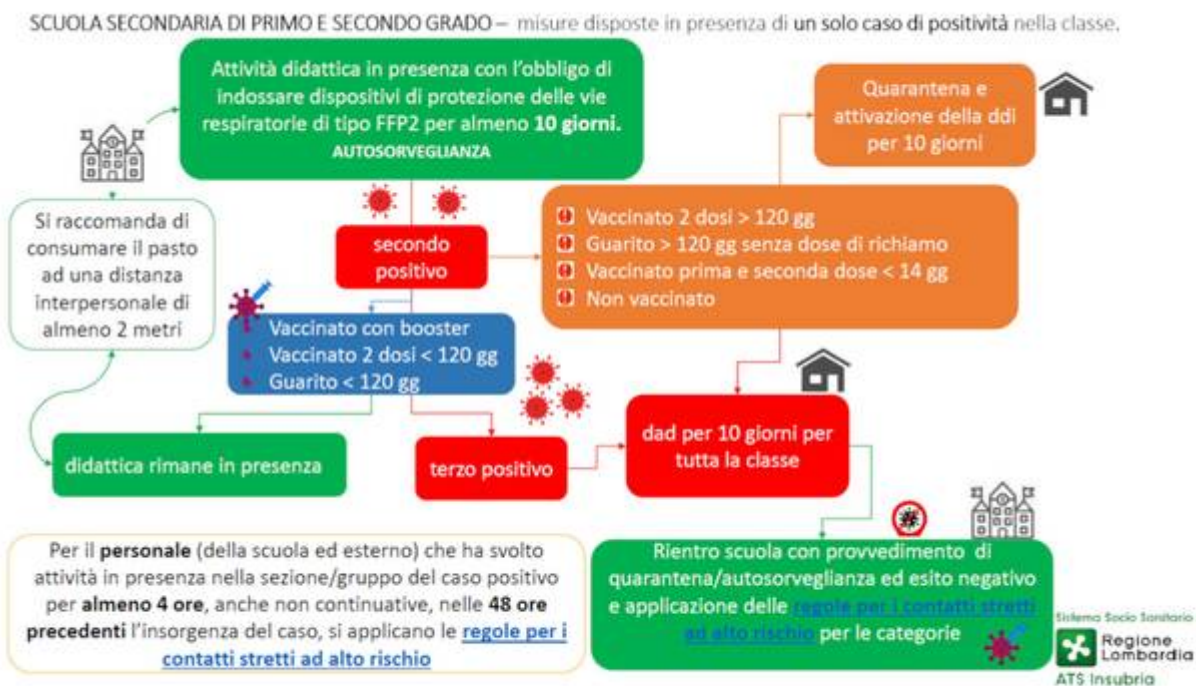 SCUOLA SECONDARIA DI PRIMO E SECONDO GRADO – misure disposte in presenza di un solo caso di positività nella classe.
Attività didattica in presenza con l'obbligo di
indossare dispositivi di protezione delle vie
respiratorie di tipo FFP2 per almeno 10 giorni.
AUTOSORVEGLIANZA
Quarantena e
attivazione della ddi
per 10 giorni
Si raccomanda di
consumare il pasto
ad una distanza
interpersonale di
almeno 2 metri
secondo
positivo
Vaccinato 2 dosi > 120 gg
Guarito > 120 gg senza dose di richiamo
Vaccinato prima e seconda dose < 14 gg
Non vaccinato
Vaccinato con booster
Vaccinato 2 dosi < 120 gg
Guarito < 120 gg
didattica rimane in presenza
terzo positivo
dad per 10 giorni per
tutta la classe
Per il personale (della scuola ed esterno) che ha svolto
attività in presenza nella sezione/gruppo del caso positivo
per almeno 4 ore, anche non continuative, nelle 48 ore
precedenti l'insorgenza del caso, si applicano le regole per i
contatti stretti ad alto rischio
Rientro scuola con provvedimento di
quarantena/autosorveglianza ed esito negativo
e applicazione delle regole per i contatti stretti
ad alto rischio per le categorie
Sistema Socio Sanitario
Regione
Lombardia
ATS Insubria